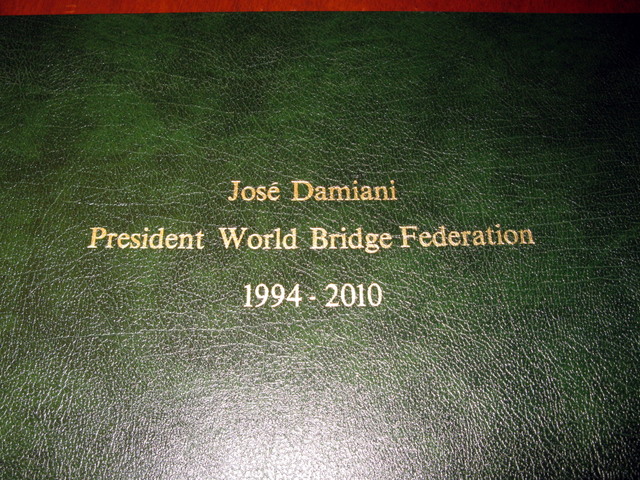 José Damiani
President World Bridge Federation
1994 - 2010